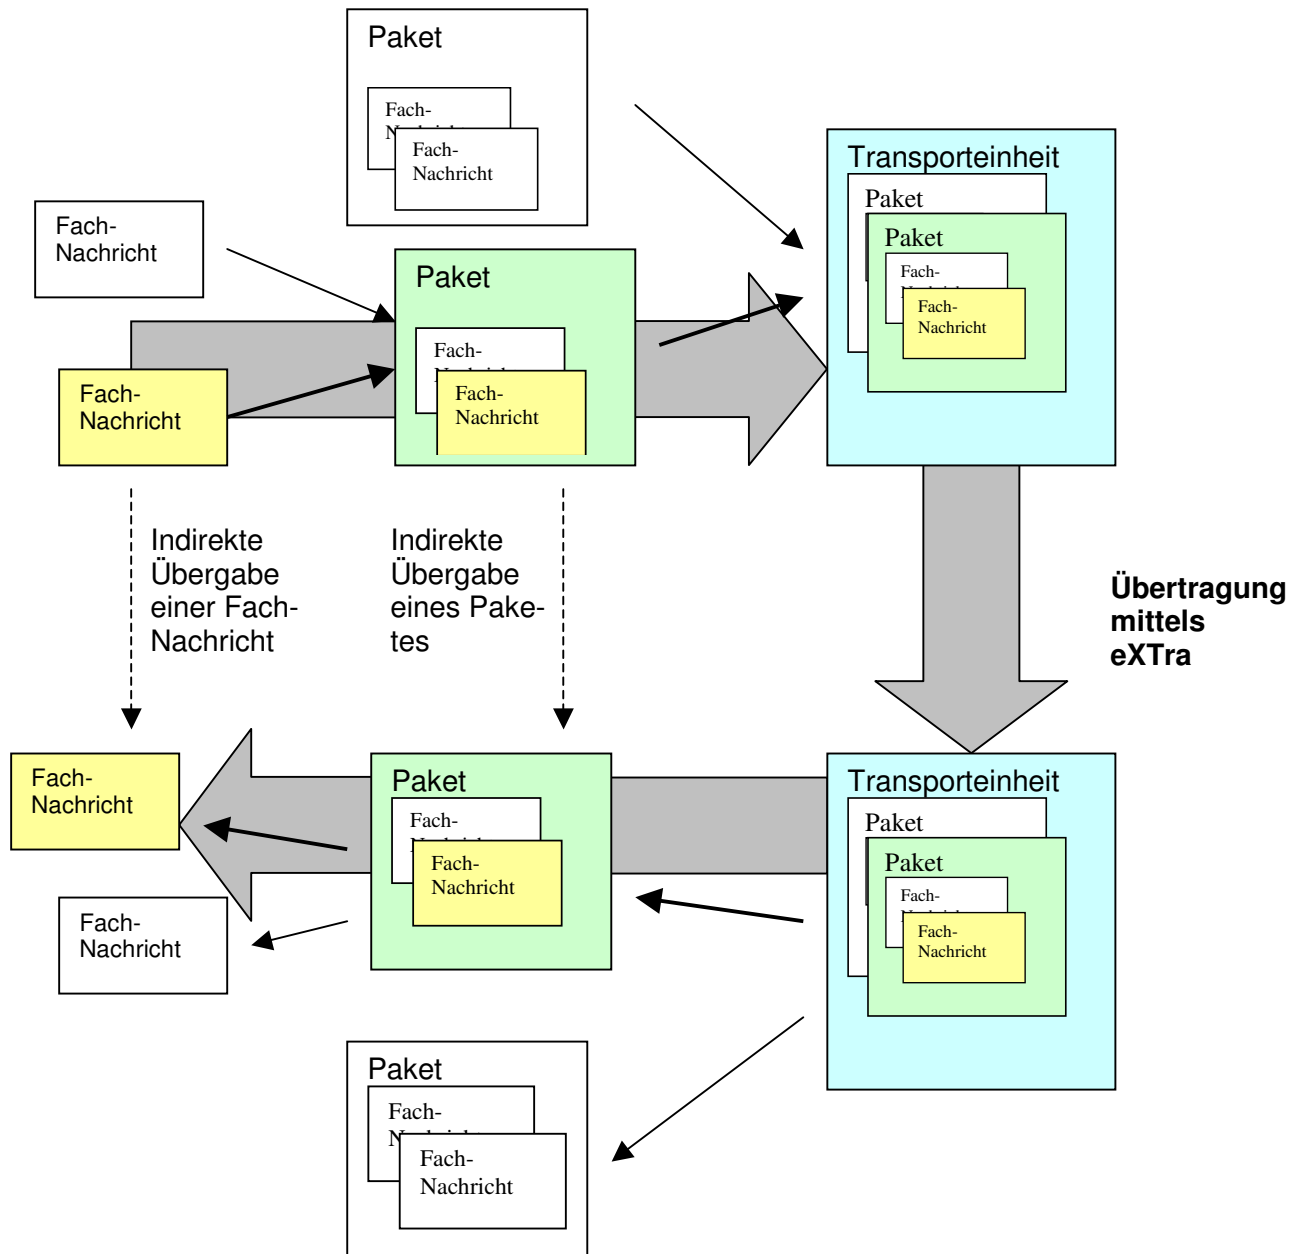 Paket
Fach-
Fach-
Nachricht
Transporteinheit
Paket
Paket
Fach-
Fach-
Nachricht
Fach-
Nachricht
Paket
Fach-
Fach-
Nachricht
Fach-
Nachricht
Indirekte
Übergabe
einer Fach-
Nachricht
Indirekte
Übergabe
eines Pake-
tes
Übertragung
mittels
eXTra
Fach-
Nachricht
Paket
Fach-
Fach-
Nachricht
Transporteinheit
Paket
Paket
Fach-
Fach-
Nachricht
Fach-
Nachricht
Paket
Fach-
Fach-
Nachricht